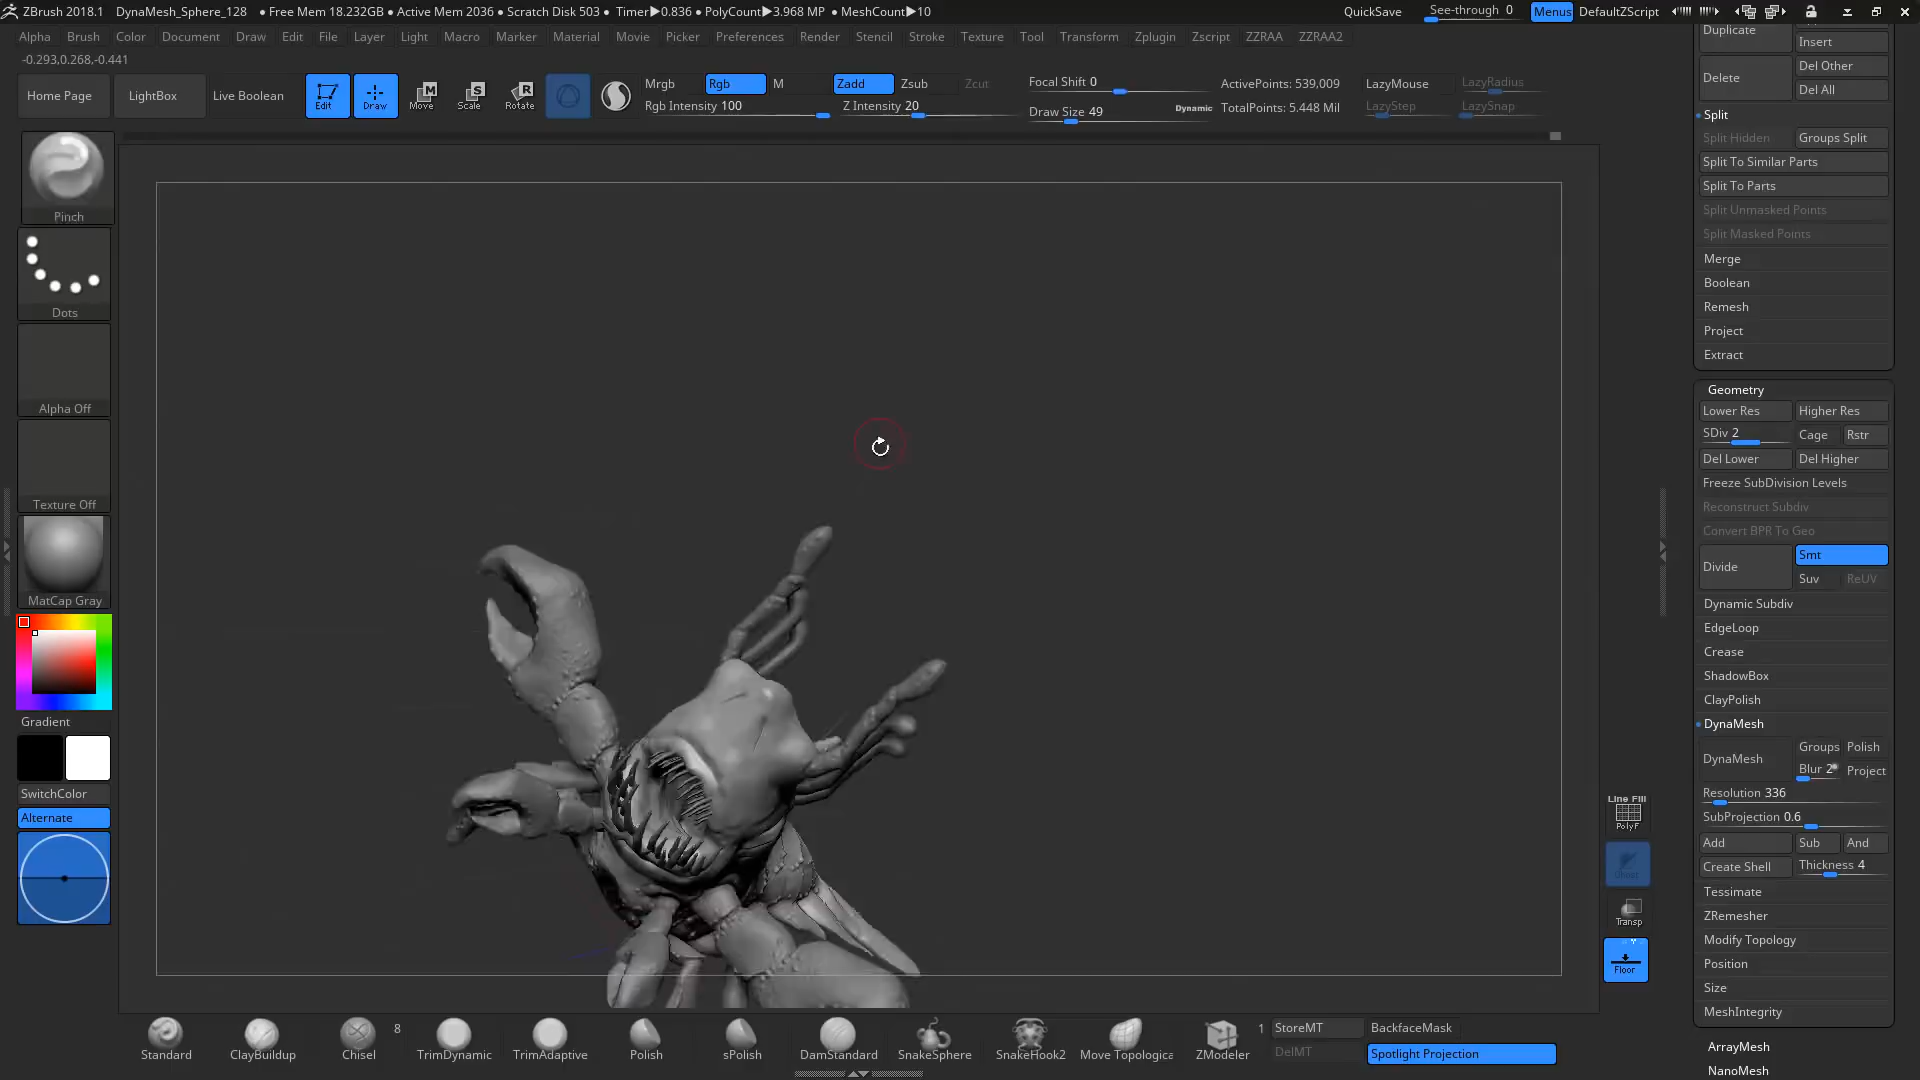 ZBrush 2018.1 DynaMesh_Sphere_128 ● Free Mem 18.232GB ● Active Mem 2036 ● Scratch Disk 503 ● Timer▶0.836 ● PolyCount▶3.968 MP ● MeshCount▶10 QuickSave See-through 0 Menus DefaultZScript
Alpha Brush Color Document Draw Edit File Layer Light Macro Marker Material Movie Picker Preferences Render Stencil Stroke Texture Tool Transform Zplugin Zscript ZZRAA ZZRAA2
-0.293,0.268,-0.441
Home Page LightBox Live Boolean Edit Draw Move Scale Rotate
Mrgb Rgb M Zadd Zsub Zcut
Rgb Intensity 100 Z Intensity 20
Focal Shift 0
Draw Size 49 Dynamic
ActivePoints: 539,009
TotalPoints: 5.448 Mil
LazyMouse LazyRadius
LazyStep LazySnap
Pinch
Dots
Alpha Off
Texture Off
MatCap Gray
Gradient
SwitchColor
Alternate
Duplicate
Insert
Delete
Del Other
Del All
Split
Split Hidden Groups Split
Split To Similar Parts
Split To Parts
Split Unmasked Points
Split Masked Points
Merge
Boolean
Remesh
Project
Extract
Geometry
Lower Res Higher Res
SDiv 2 Cage Rstr
Del Lower Del Higher
Freeze SubDivision Levels
Reconstruct Subdiv
Convert BPR To Geo
Divide Smt
Suv ReUV
Dynamic Subdiv
EdgeLoop
Crease
ShadowBox
ClayPolish
DynaMesh
DynaMesh Groups Polish
Blur 2 Project
Resolution 336
SubProjection 0.6
Add Sub And
Create Shell Thickness 4
Tessimate
ZRemesher
Modify Topology
Position
Size
MeshIntegrity
ArrayMesh
NanoMesh
Line Fill
PolyF
Ghost
Transp
Floor
Standard ClayBuildup Chisel 8 TrimDynamic TrimAdaptive Polish sPolish DamStandard SnakeSphere SnakeHook2 Move Topologica ZModeler 1
StoreMT BackfaceMask
DelMT Spotlight Projection